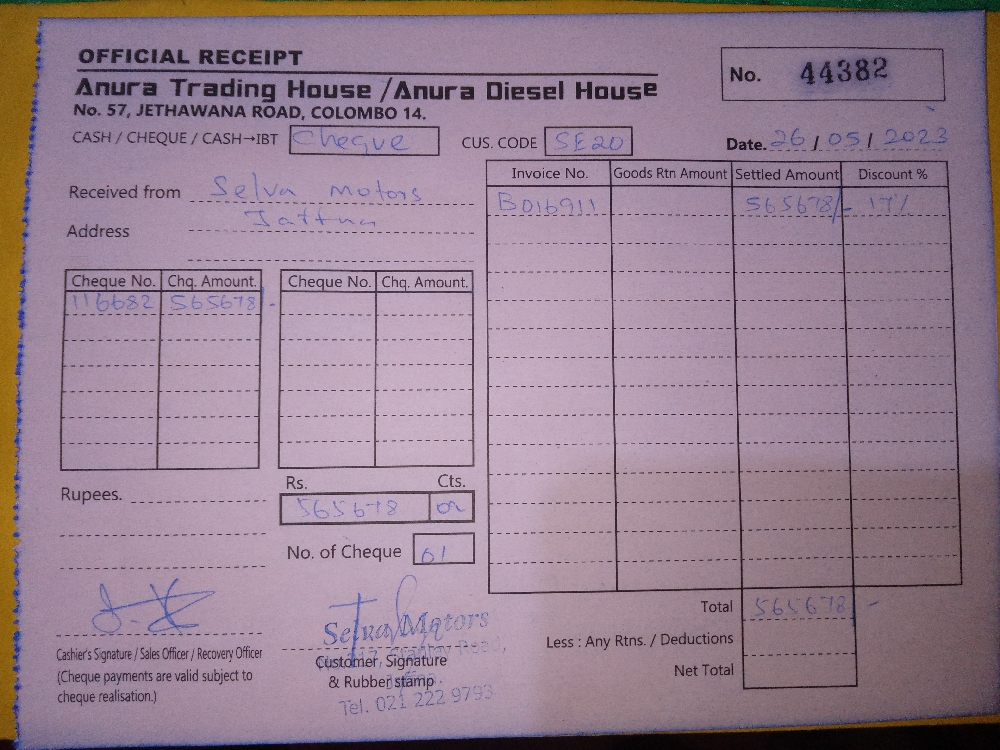 OFFICIAL RECEIPT
Anura Trading House /Anura Diesel House
No. 57, JETHAWANA ROAD, COLOMBO 14.
No. 44382
CASH / CHEQUE / CASH→IBT Cheque
CUS. CODE SE20
Date. 26 / 05 / 2023
Received from Selva motors
Address Jaffna
Invoice No. Goods Rtn Amount Settled Amount Discount %
B016911 565678/- 17%
Cheque No. Chq. Amount.
116682 565678/-
Cheque No. Chq. Amount.
Rupees.
Rs. Cts.
565678
No. of Cheque 01
Total 565678/-
Less : Any Rtns. / Deductions
Net Total
Cashier's Signature / Sales Officer / Recovery Officer
(Cheque payments are valid subject to
cheque realisation.)
Selva Motors
Road,
Customer Signature
& Rubber stamp
Jaffna.
Tel. 021 222 9793